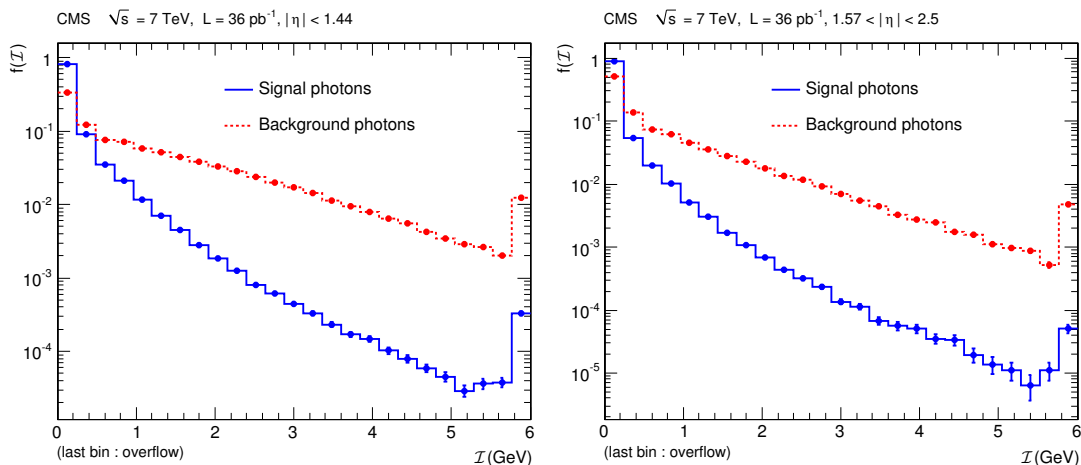 CMS √s = 7 TeV, L = 36 pb⁻¹, |η| < 1.44
f(ℐ)
1
10⁻¹
10⁻²
10⁻³
10⁻⁴
Signal photons
Background photons
0 1 2 3 4 5 6
(last bin : overflow) ℐ(GeV)
CMS √s = 7 TeV, L = 36 pb⁻¹, 1.57 < |η| < 2.5
f(ℐ)
1
10⁻¹
10⁻²
10⁻³
10⁻⁴
10⁻⁵
Signal photons
Background photons
0 1 2 3 4 5 6
(last bin : overflow) ℐ(GeV)